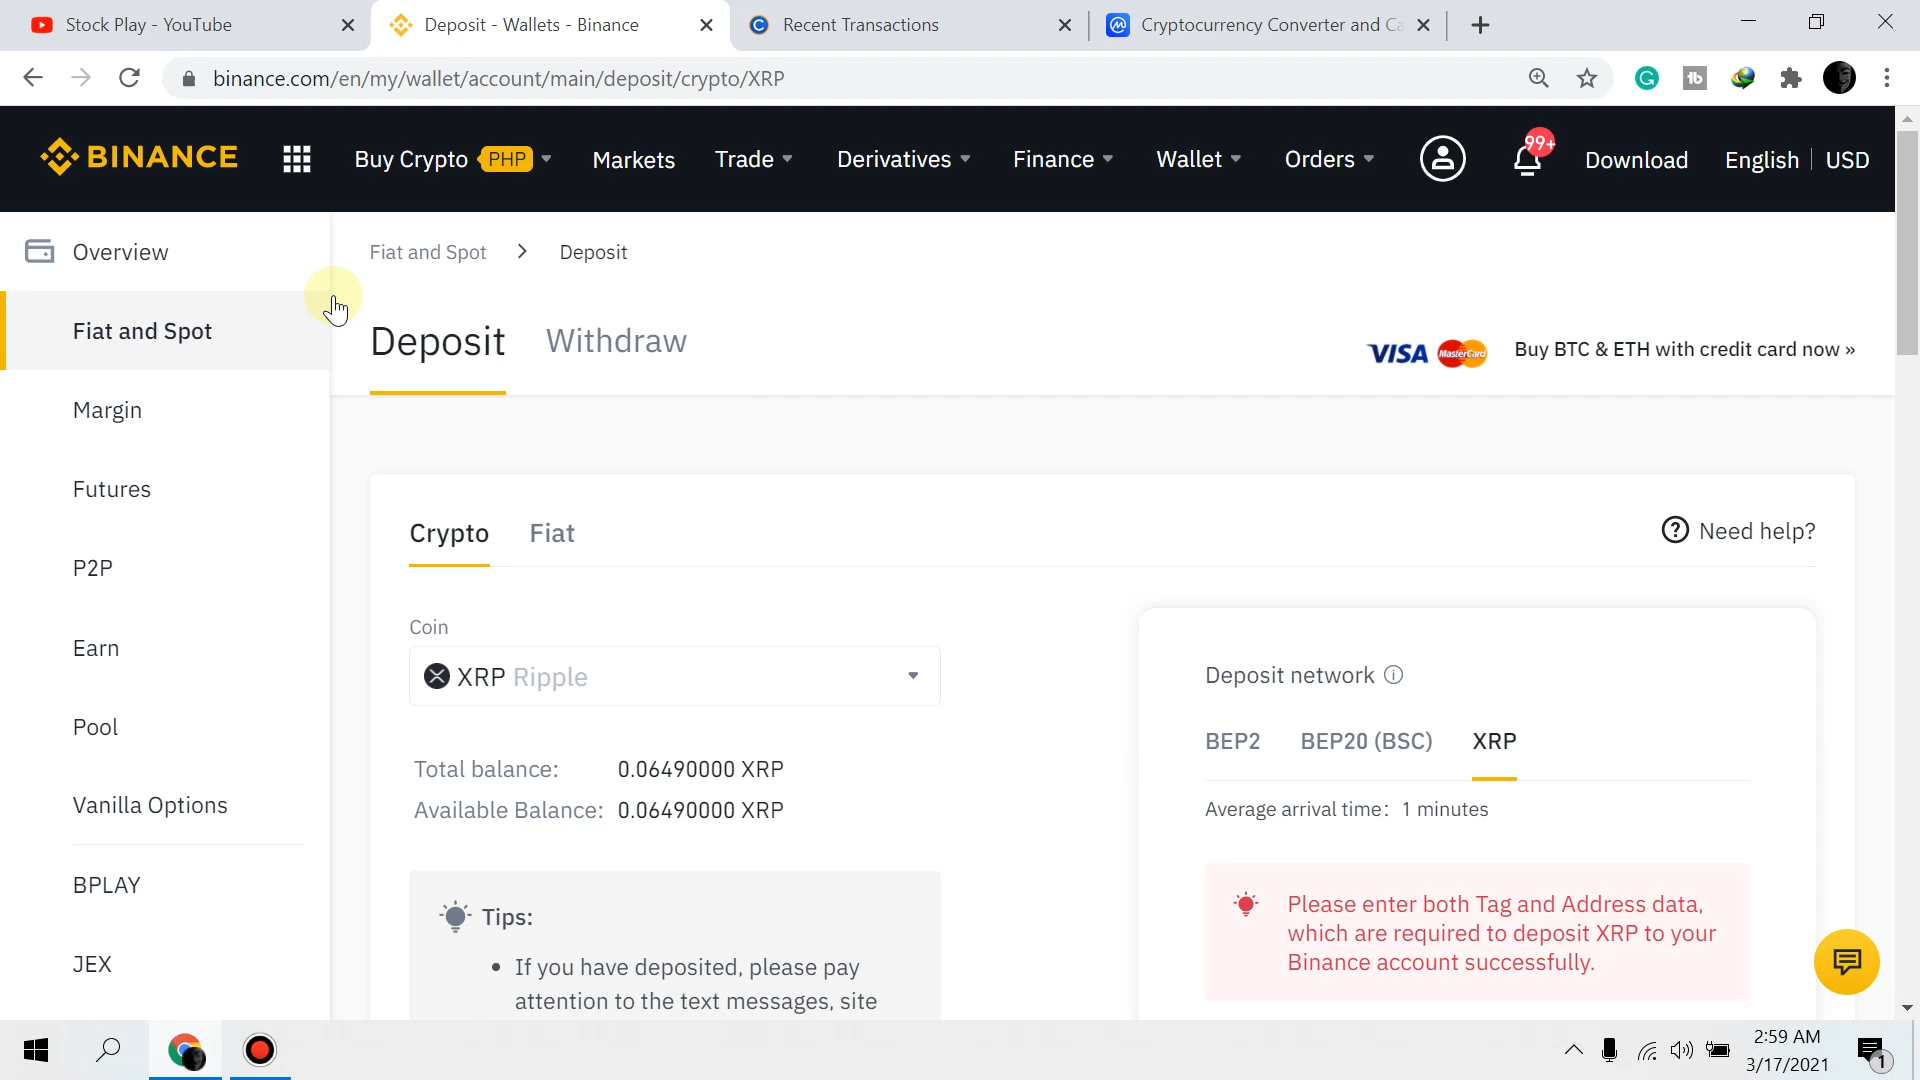 Stock Play - YouTube
Deposit - Wallets - Binance
Recent Transactions
Cryptocurrency Converter and Ca
binance.com/en/my/wallet/account/main/deposit/crypto/XRP
BINANCE
Buy Crypto PHP
Markets
Trade
Derivatives
Finance
Wallet
Orders
99+
Download
English
USD
Overview
Fiat and Spot
Margin
Futures
P2P
Earn
Pool
Vanilla Options
BPLAY
JEX
Fiat and Spot > Deposit
Deposit
Withdraw
VISA MasterCard Buy BTC & ETH with credit card now »
Crypto
Fiat
Need help?
Coin
XRP Ripple
Total balance: 0.06490000 XRP
Available Balance: 0.06490000 XRP
Tips:
• If you have deposited, please pay
attention to the text messages, site
Deposit network
BEP2 BEP20 (BSC) XRP
Average arrival time: 1 minutes
Please enter both Tag and Address data,
which are required to deposit XRP to your
Binance account successfully.
2:59 AM
3/17/2021
1